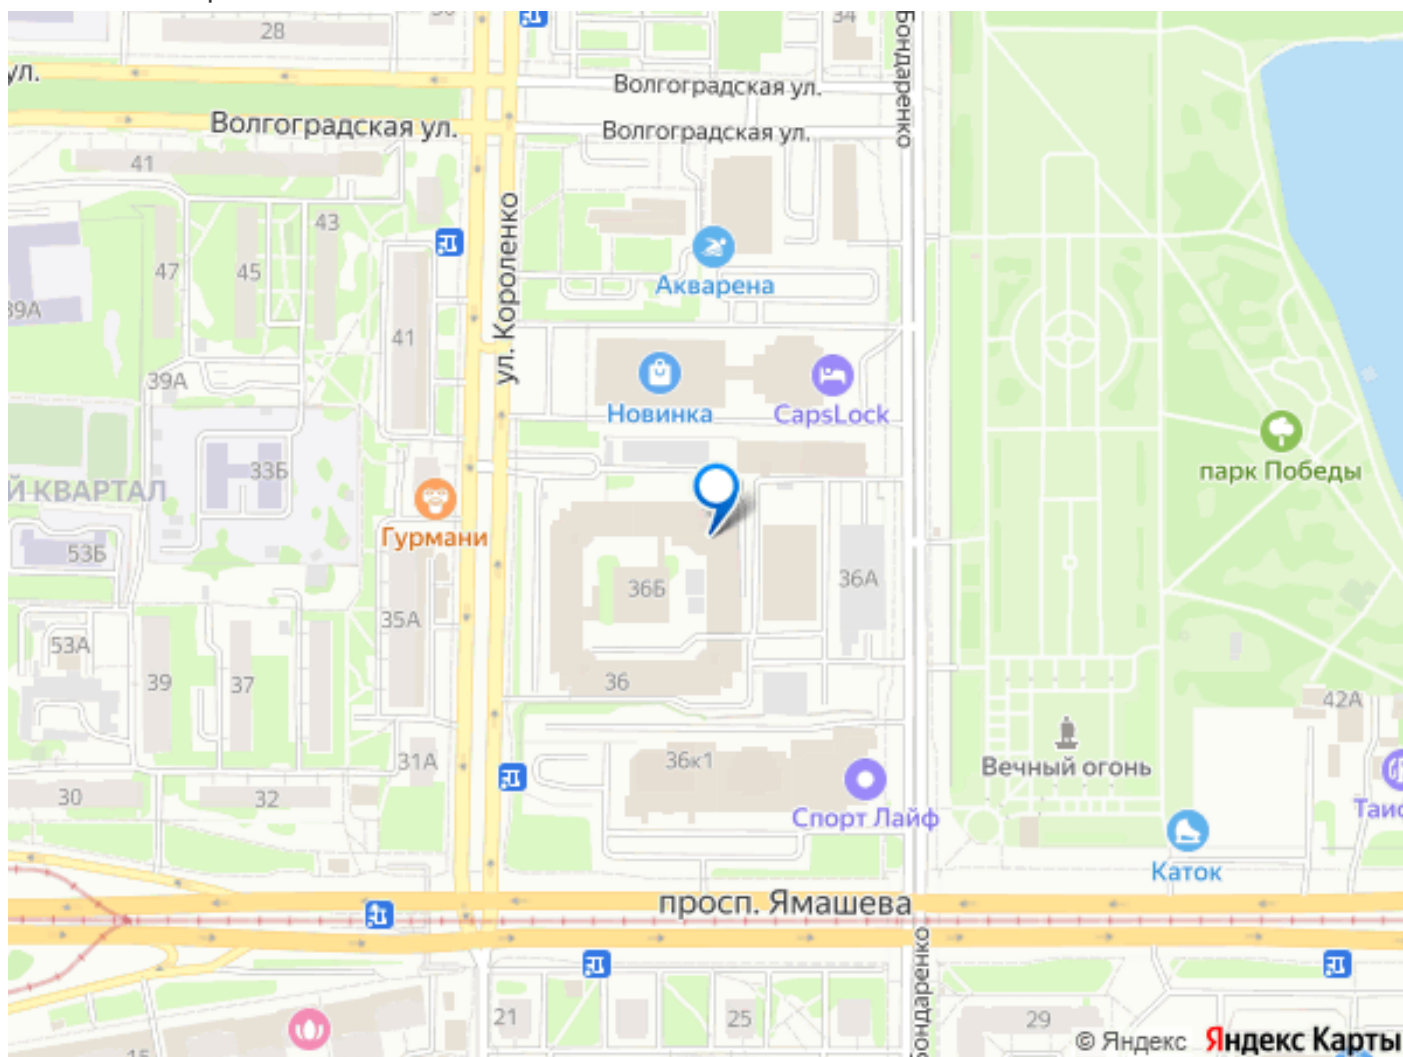 28
34
Бондаренко
ул.
Волгоградская ул.
Волгоградская ул.
Волгоградская ул.
41
43
ул. Короленко
47
45
Акварена
39А
41
39А
Новинка
CapsLock
33Б
парк Победы
Й КВАРТАЛ
Гурмани
53Б
36Б
36А
35А
53А
39
37
36
42А
31А
36к1
Вечный огонь
30
32
Спорт Лайф
Таис
Каток
просп. Ямашева
Бондаренко
21
25
29
15
© Яндекс Яндекс Карты